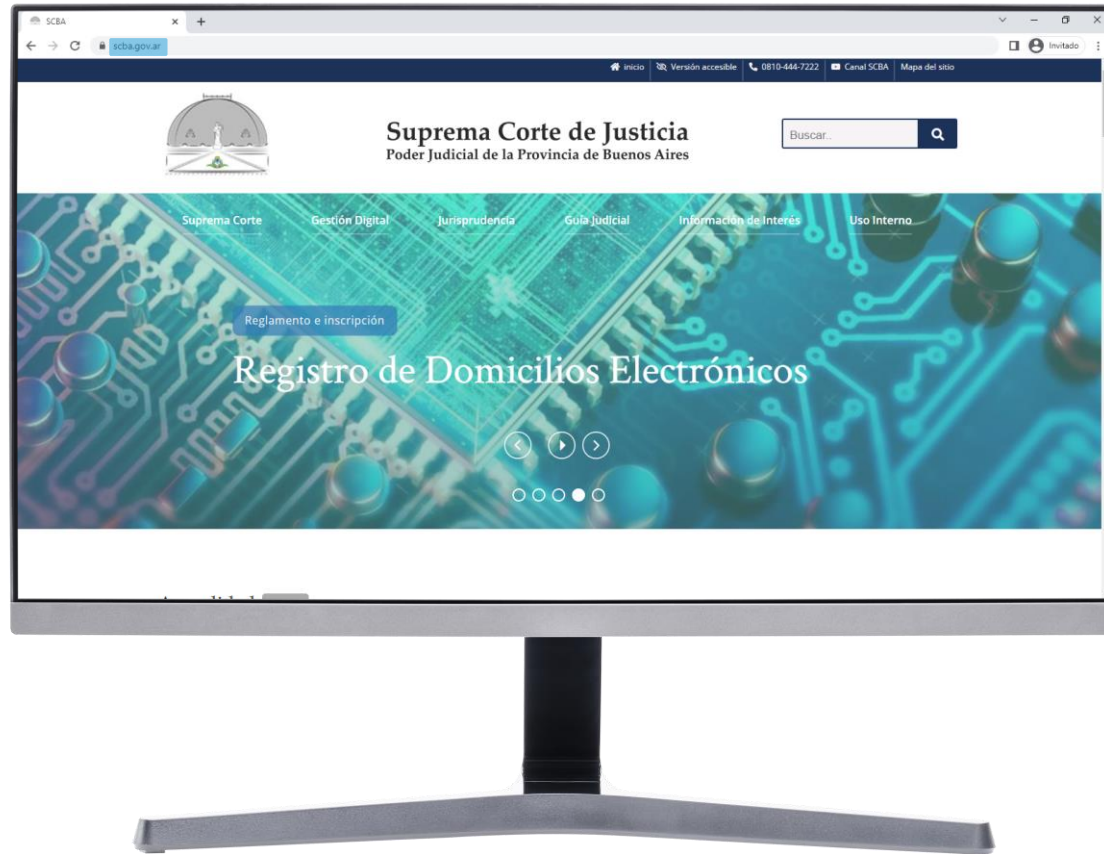 SCBA
scba.gov.ar
Invitado
inicio
Versión accesible
0810-444-7222
Canal SCBA
Mapa del sitio
Suprema Corte de Justicia
Poder Judicial de la Provincia de Buenos Aires
Buscar..
Suprema Corte
Gestión Digital
Jurisprudencia
Guía Judicial
Información de Interés
Uso Interno
Reglamento e inscripción
Registro de Domicilios Electrónicos